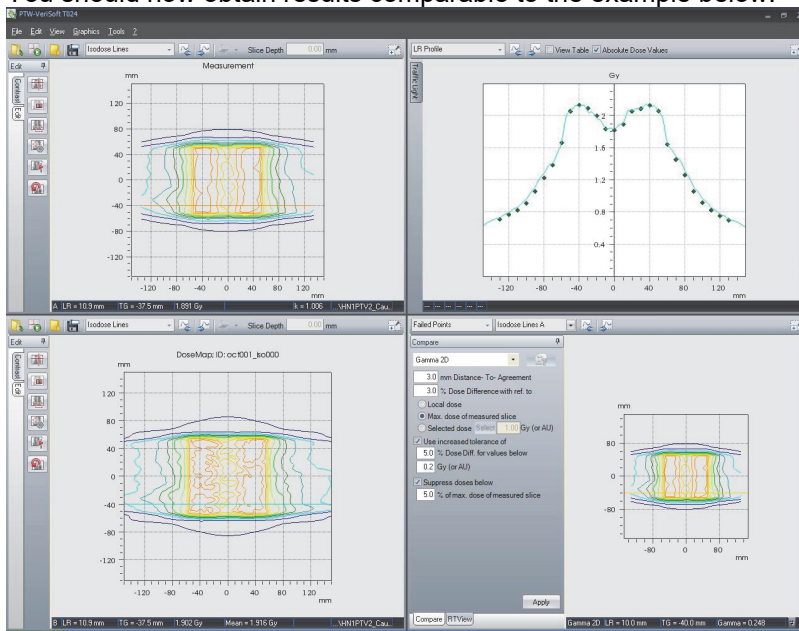 You should now obtain results comparable to the example below:
PTW-VeriSoft T024
File Edit View Graphics Tools ?
Isodose Lines Slice Depth 0.00 mm
Edit
Contrast
Edit
Measurement
mm
120
80
40
0
-40
-80
-120
-120 -80 -40 0 40 80 120
mm
A LR = 10.9 mm TG = -37.5 mm 1.891 Gy k = 1.006 ...\HN1PTV2_Cau..
LR Profile View Table Absolute Dose Values
Traffic Light
Gy
2
1.6
1.2
0.8
0.4
-120 -80 -40 0 40 80 120
mm
Isodose Lines Slice Depth 0.00 mm
Edit
Contrast
Edit
DoseMap; ID: oct001_Iso000
mm
120
80
40
0
-40
-80
-120
-120 -80 -40 0 40 80 120
mm
B LR = 10.9 mm TG = -37.5 mm 1.902 Gy Mean = 1.916 Gy ...\HN1PTV2_Cau..
Failed Points Isodose Lines A
Compare
Gamma 2D
3.0 mm Distance- To- Agreement
3.0 % Dose Difference with ref. to
Local dose
Max. dose of measured slice
Selected dose Select 1.00 Gy (or AU)
Use increased tolerance of
5.0 % Dose Diff. for values below
0.2 Gy (or AU)
Suppress doses below
5.0 % of max. dose of measured slice
Apply
Compare RTView
mm
80
0
-80
-80 0 80
mm
Gamma 2D LR = 10.0 mm TG = -40.0 mm Gamma = 0.248